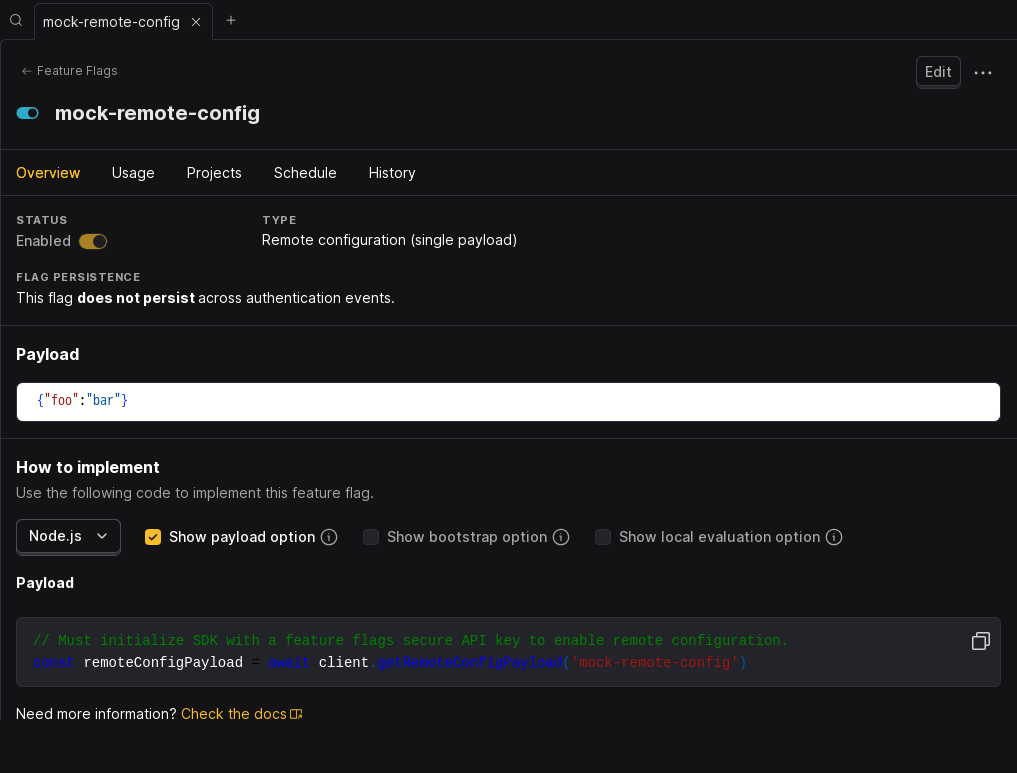 mock-remote-config
Feature Flags
Edit
mock-remote-config
Overview Usage Projects Schedule History
STATUS TYPE
Enabled Remote configuration (single payload)
FLAG PERSISTENCE
This flag does not persist across authentication events.
Payload
{"foo":"bar"}
How to implement
Use the following code to implement this feature flag.
Node.js Show payload option Show bootstrap option Show local evaluation option
Payload
// Must initialize SDK with a feature flags secure API key to enable remote configuration.
const remoteConfigPayload = await client.getRemoteConfigPayload('mock-remote-config')
Need more information? Check the docs